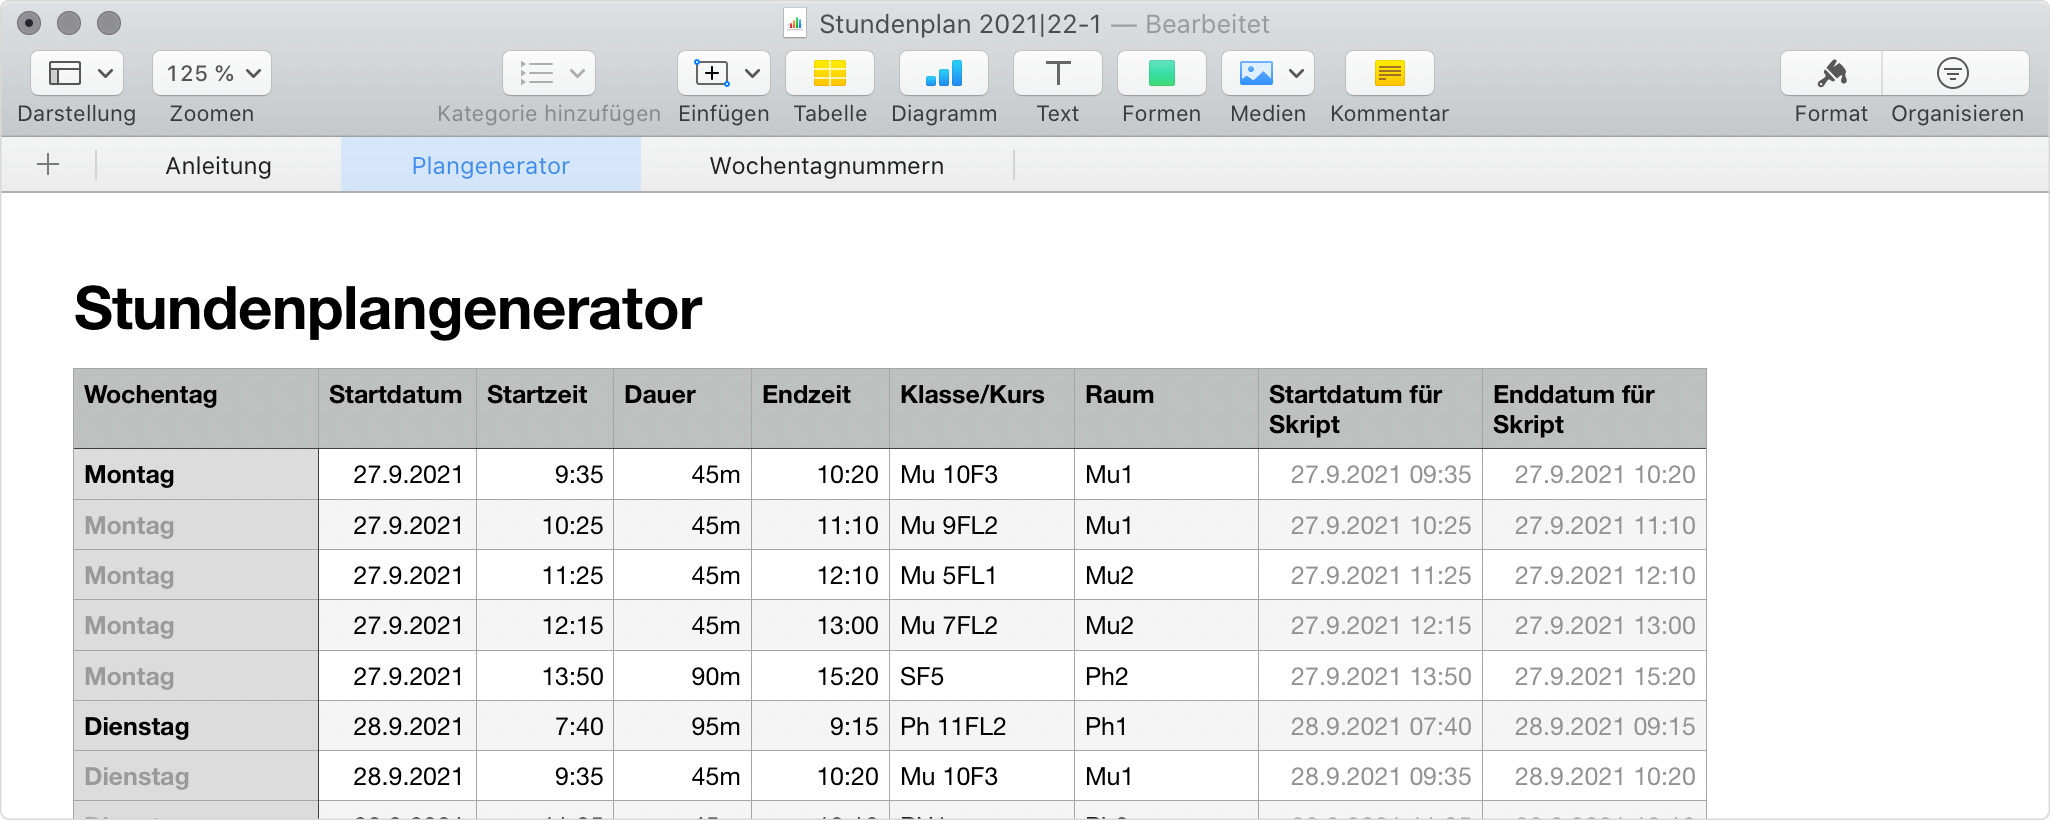 Stundenplan 2021|22-1 — Bearbeitet
125 %
Darstellung Zoomen Kategorie hinzufügen Einfügen Tabelle Diagramm Text Formen Medien Kommentar Format Organisieren
Anleitung Plangenerator Wochentagnummern
Stundenplangenerator
Wochentag Startdatum Startzeit Dauer Endzeit Klasse/Kurs Raum Startdatum für Enddatum für
Skript Skript
Montag 27.9.2021 9:35 45m 10:20 Mu 10F3 Mu1 27.9.2021 09:35 27.9.2021 10:20
Montag 27.9.2021 10:25 45m 11:10 Mu 9FL2 Mu1 27.9.2021 10:25 27.9.2021 11:10
Montag 27.9.2021 11:25 45m 12:10 Mu 5FL1 Mu2 27.9.2021 11:25 27.9.2021 12:10
Montag 27.9.2021 12:15 45m 13:00 Mu 7FL2 Mu2 27.9.2021 12:15 27.9.2021 13:00
Montag 27.9.2021 13:50 90m 15:20 SF5 Ph2 27.9.2021 13:50 27.9.2021 15:20
Dienstag 28.9.2021 7:40 95m 9:15 Ph 11FL2 Ph1 28.9.2021 07:40 28.9.2021 09:15
Dienstag 28.9.2021 9:35 45m 10:20 Mu 10F3 Mu1 28.9.2021 09:35 28.9.2021 10:20